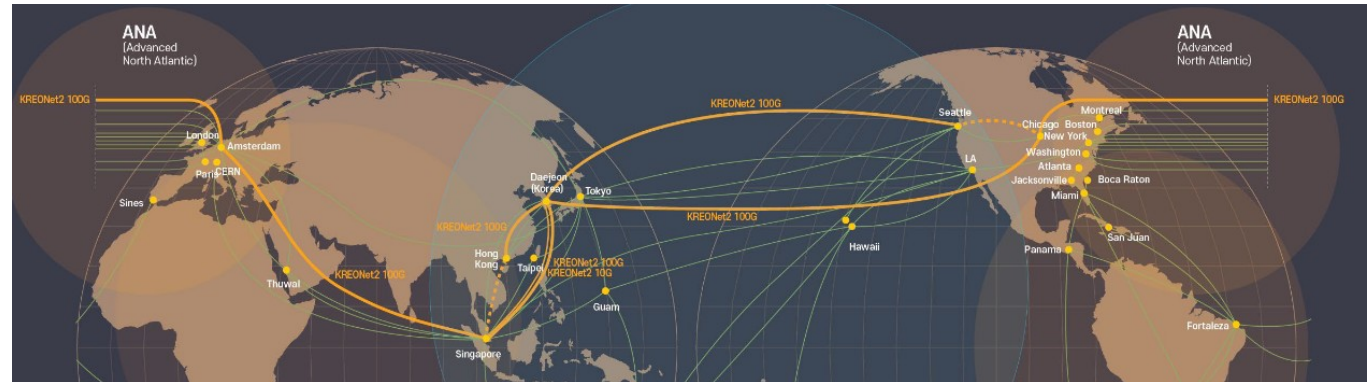 ANA
(Advanced
North Atlantic)
ANA
(Advanced
North Atlantic)
KREONet2 100G
KREONet2 100G
KREONet2 100G
Seattle
Montreal
Chicago
Boston
New York
London
Amsterdam
Washington
Paris
CERN
LA
Atlanta
Daejeon
(Korea)
Tokyo
Jacksonville
Boca Raton
Miami
Sines
KREONet2 100G
KREONet2 100G
Hawaii
San Jüan
Panama
Hong
Kong
Taipei
KREONet2 100G
KREONet2 10G
KREONet2 100G
Thuwal
Guam
Fortaleza
Singapore